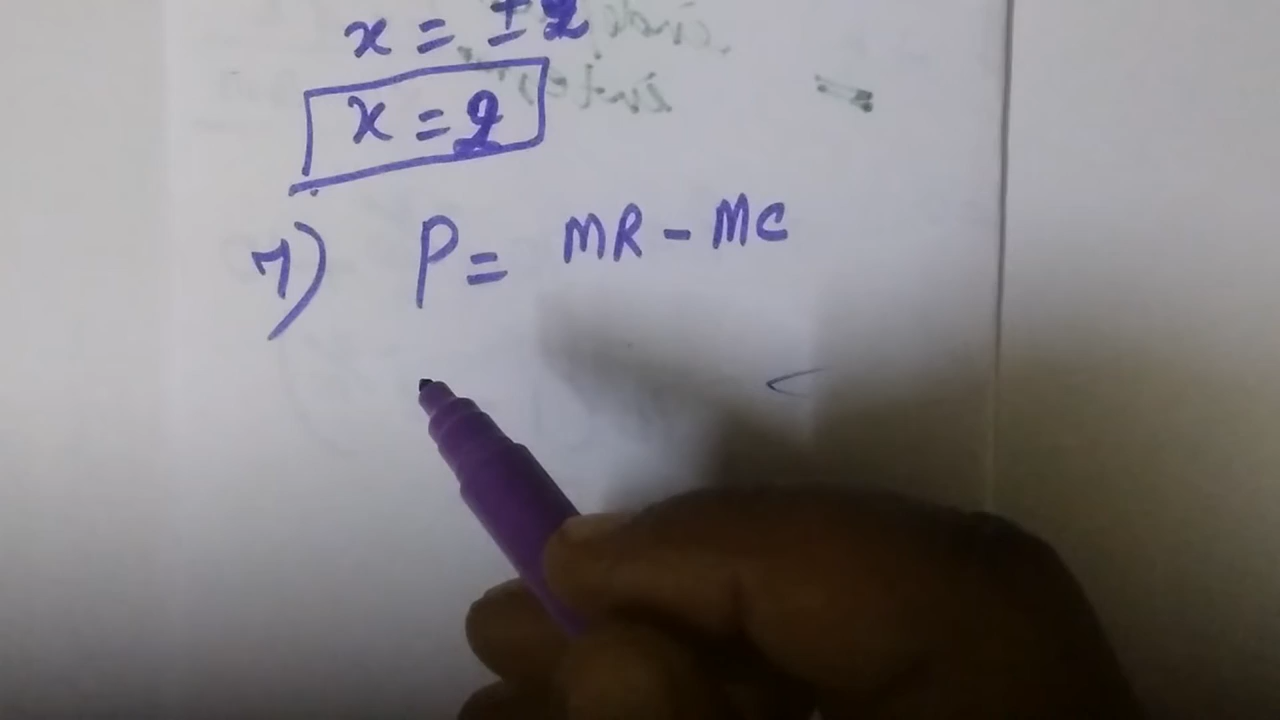 x = ±2
x = 2
7) P = MR - MC